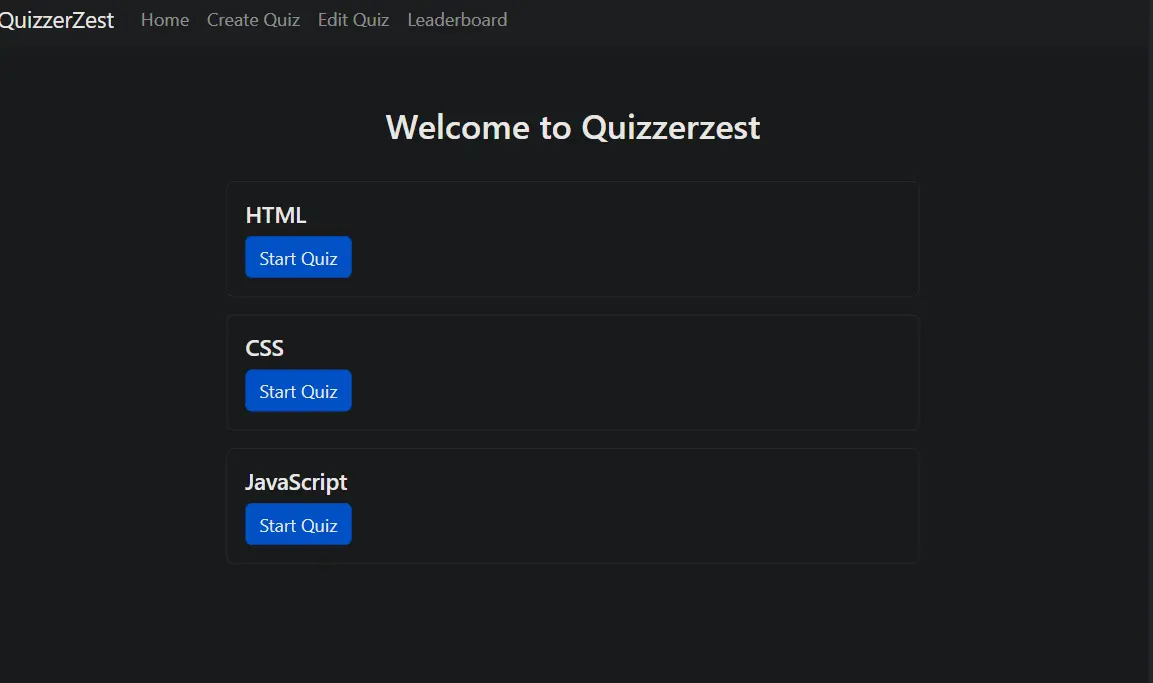 QuizzerZest Home Create Quiz Edit Quiz Leaderboard
Welcome to Quizzerzest
HTML
Start Quiz
CSS
Start Quiz
JavaScript
Start Quiz